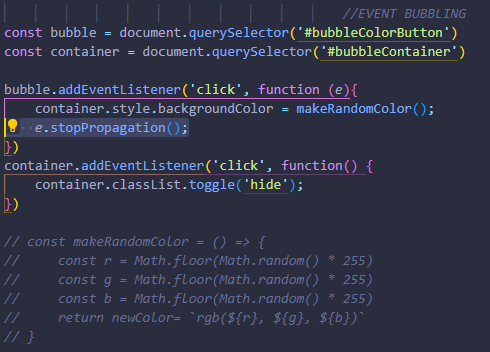 //EVENT BUBBLING
const bubble = document.querySelector('#bubbleColorButton')
const container = document.querySelector('#bubbleContainer')
bubble.addEventListener('click', function (e){
    container.style.backgroundColor = makeRandomColor();
    e.stopPropagation();
})
container.addEventListener('click', function() {
    container.classList.toggle('hide');
})
// const makeRandomColor = () => {
//     const r = Math.floor(Math.random() * 255)
//     const g = Math.floor(Math.random() * 255)
//     const b = Math.floor(Math.random() * 255)
//     return newColor= `rgb(${r}, ${g}, ${b})`
// }